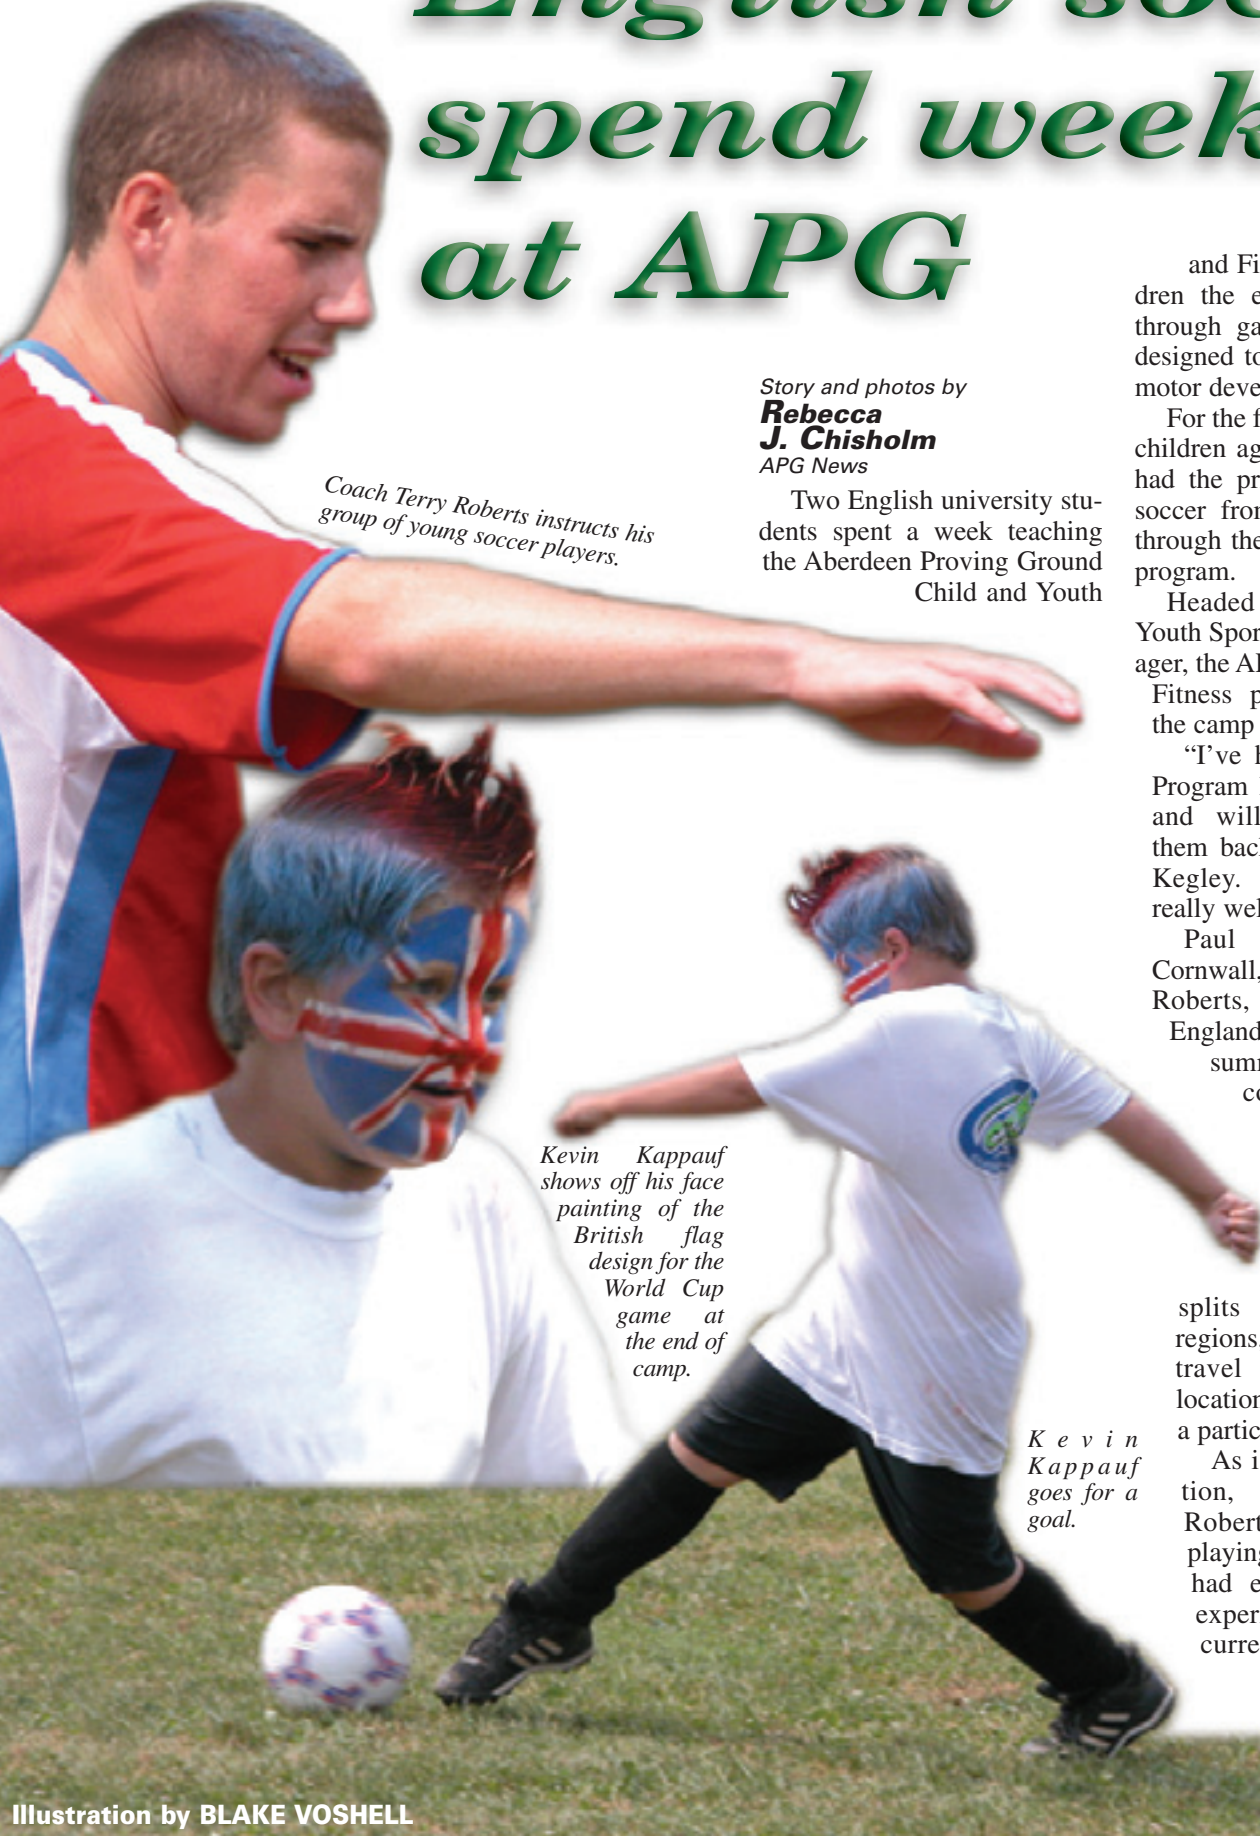 English
spend week
at APG
Coach Terry Roberts instructs his
group of young soccer players.
Story and photos by
Rebecca
J. Chisholm
APG News
Two English university stu-
dents spent a week teaching
the Aberdeen Proving Ground
Child and Youth
and Fi
dren the e
through ga
designed to
motor deve
For the f
children ag
had the pr
soccer from
through the
program.
Headed
Youth Spor
ager, the A
Fitness p
the camp
“I’ve h
Program
and will
them bac
Kegley.
really wel
Paul
Cornwall,
Roberts,
England
summ
co
Kevin Kappauf
shows off his face
painting of the
British flag
design for the
World Cup
game at
the end of
camp.
splits
regions.
travel
location
a partic
As i
tion,
Robert
playing
had e
exper
curre
Kevin
Kappauf
goes for a
goal.
Illustration by BLAKE VOSHELL